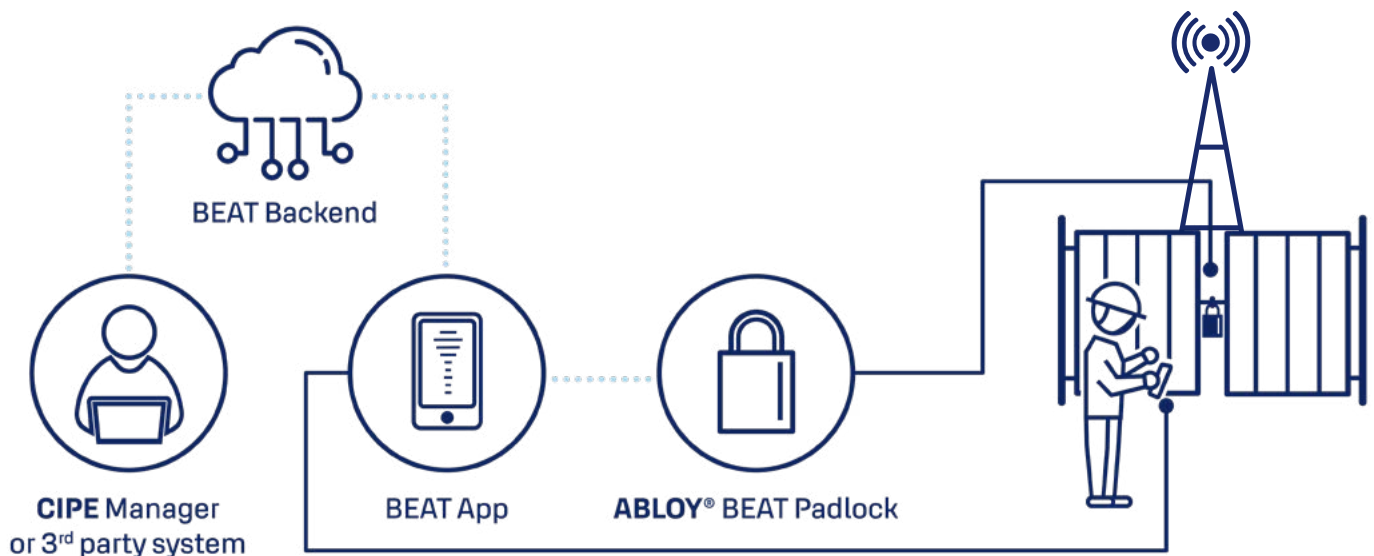 BEAT Backend
CIPE Manager
or 3rd party system
BEAT App
ABLOY® BEAT Padlock